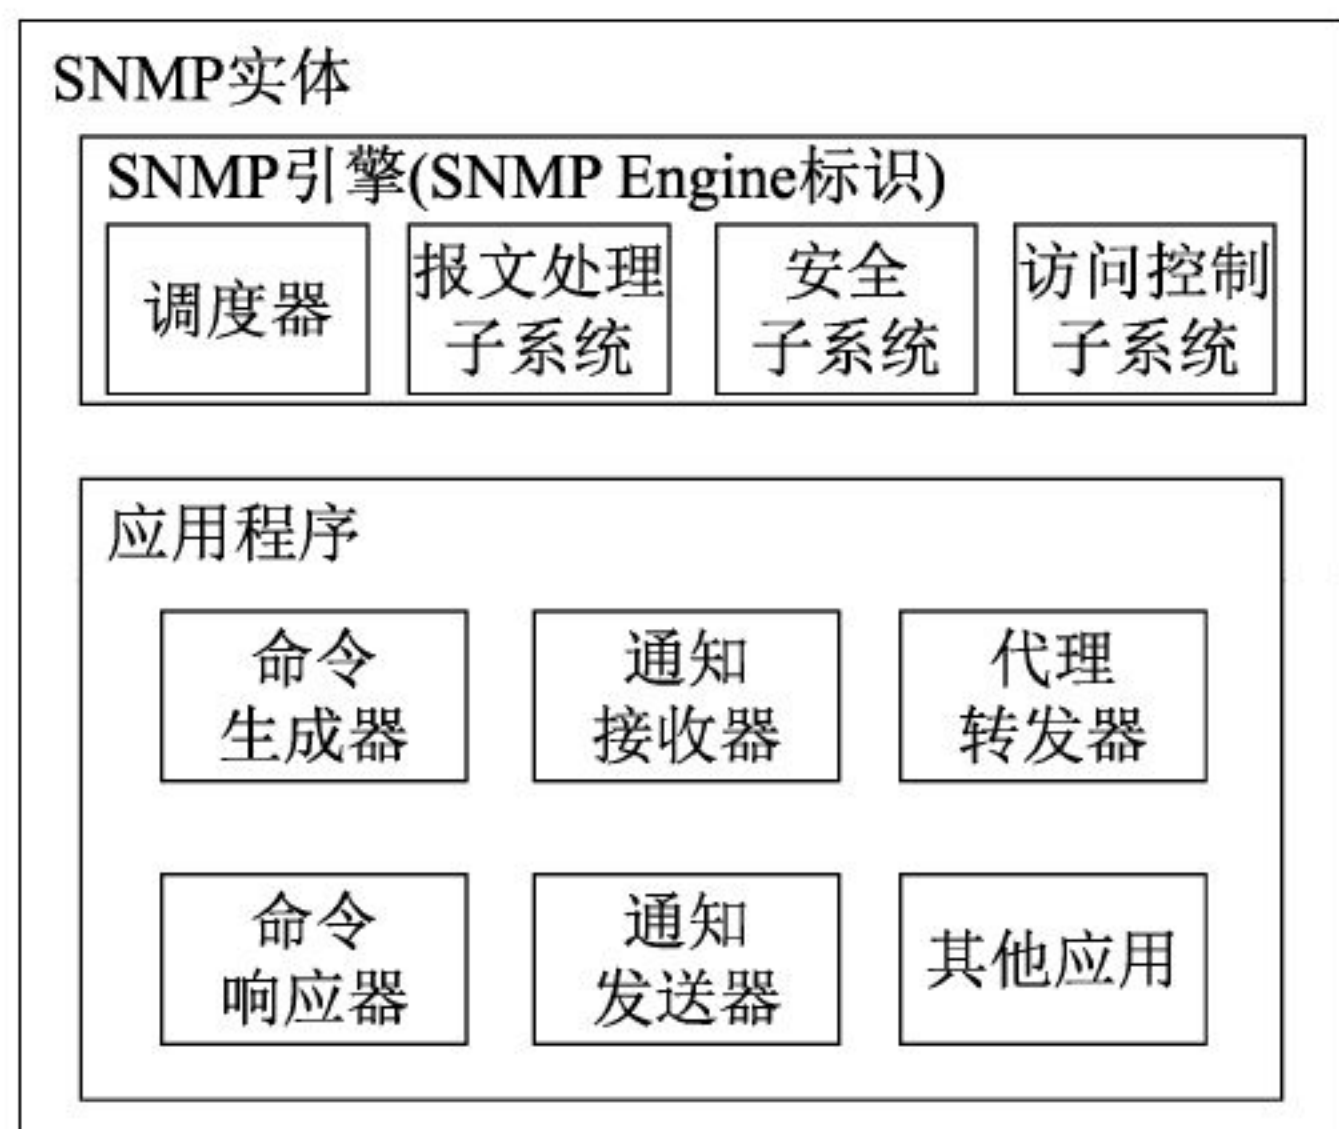 SNMP实体
SNMP引擎(SNMP Engine标识)
调度器
报文处理
子系统
安全
子系统
访问控制
子系统
应用程序
命令
生成器
通知
接收器
代理
转发器
命令
响应器
通知
发送器
其他应用